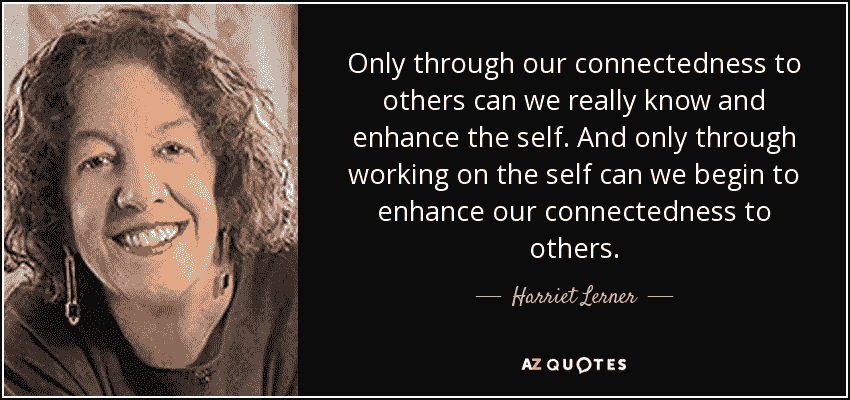 Only through our connectedness to
others can we really know and
enhance the self. And only through
working on the self can we begin to
enhance our connectedness to
others.
Harriet Lerner
AZ QUOTES